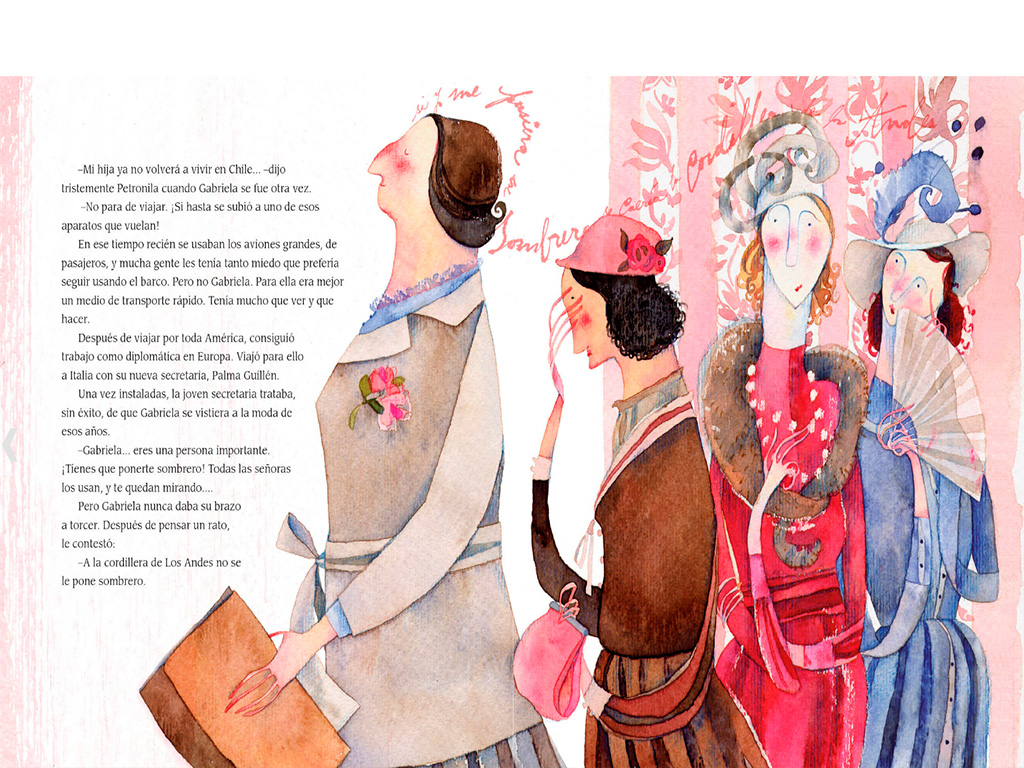 –Mi hija ya no volverá a vivir en Chile... –dijo
tristemente Petronila cuando Gabriela se fue otra vez.
–No para de viajar. ¡Si hasta se subió a uno de esos
aparatos que vuelan!
En ese tiempo recién se usaban los aviones grandes, de
pasajeros, y mucha gente les tenía tanto miedo que prefería
seguir usando el barco. Pero no Gabriela. Para ella era mejor
un medio de transporte rápido. Tenía mucho que ver y que
hacer.
Después de viajar por toda América, consiguió
trabajo como diplomática en Europa. Viajó para ello
a Italia con su nueva secretaria, Palma Guillén.
Una vez instaladas, la joven secretaria trataba,
sin éxito, de que Gabriela se vistiera a la moda de
esos años.
–Gabriela... eres una persona importante.
¡Tienes que ponerte sombrero! Todas las señoras
los usan, y te quedan mirando....
Pero Gabriela nunca daba su brazo
a torcer. Después de pensar un rato,
le contestó:
–A la cordillera de Los Andes no se
le pone sombrero.
me
Sombrero
Cordillera de los Andes